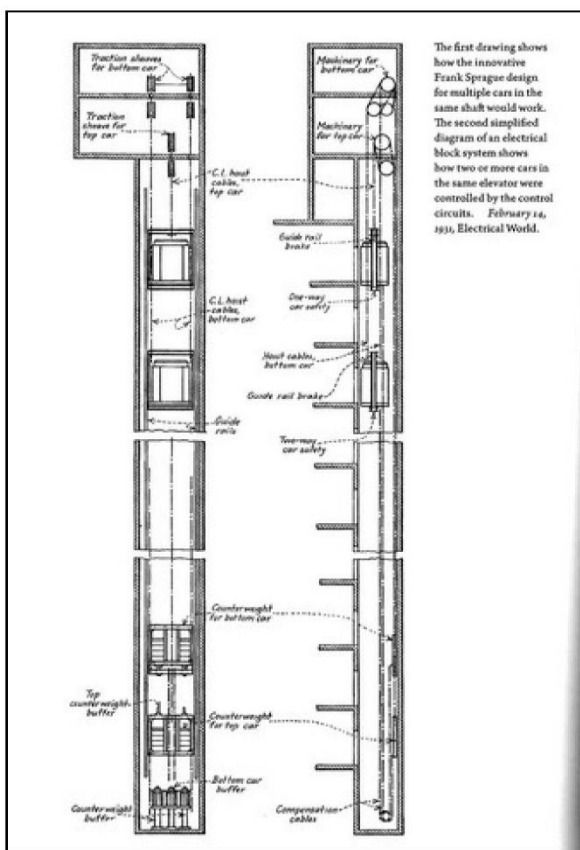 Traction sheaves
for bottom car
Traction
sheave for
top car
Machinery for
bottom car
Machinery
for top car
C.L. hoist
cables,
top car
Guide rail
brake
One-way
car safety
C.L. hoist
cables,
bottom car
Hoist cables,
bottom car
Guide rail brake
Guide
rails
Two-way
car safety
Counterweight
for bottom car
Top
counterweight
buffer
Counterweight
for top car
Bottom car
buffer
Counterweight
buffer
Compensation
cables
The first drawing shows
how the innovative
Frank Sprague design
for multiple cars in the
same shaft would work.
The second simplified
diagram of an electrical
block system shows
how two or more cars in
the same elevator were
controlled by the control
circuits. February 14,
1931, Electrical World.